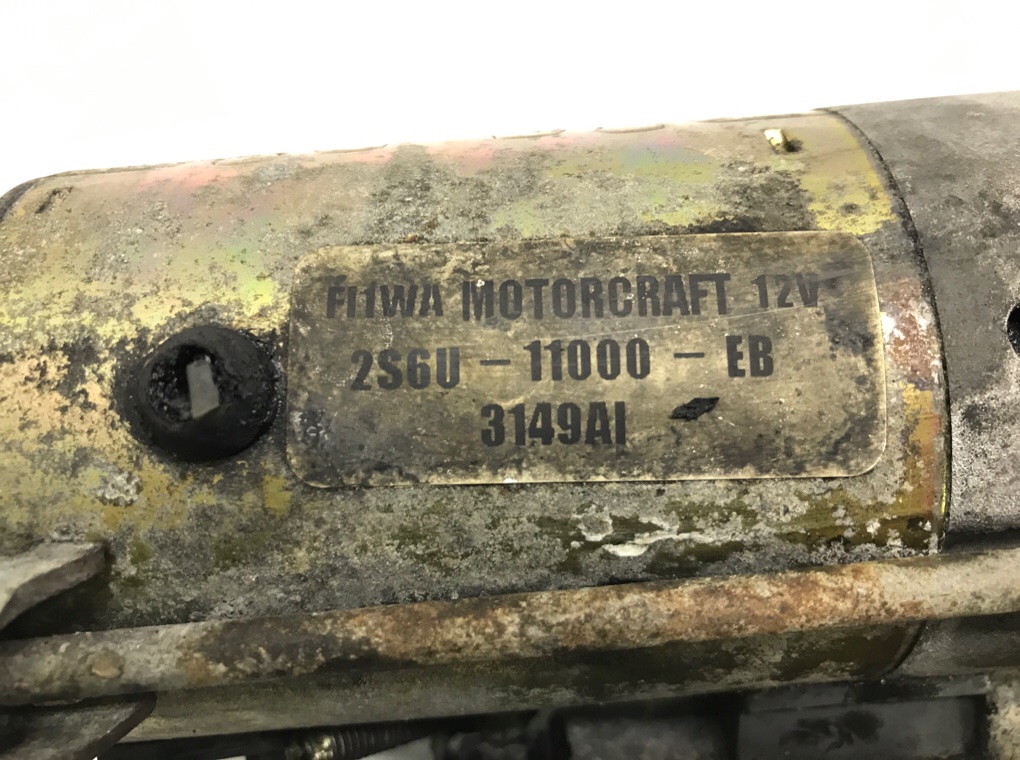 MOTORCRAFT 12V
2S6U - 11000 - EB
3149AI